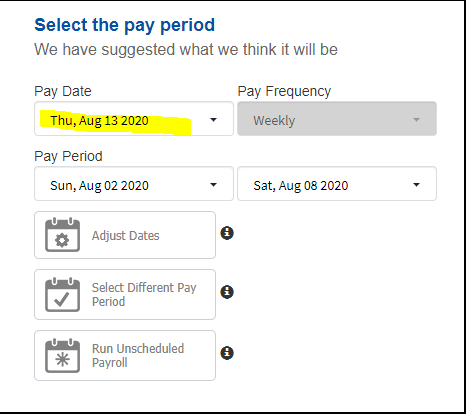 Select the pay period
We have suggested what we think it will be
Pay Date
Pay Frequency
Thu, Aug 13 2020
Weekly
Pay Period
Sun, Aug 02 2020
Sat, Aug 08 2020
Adjust Dates
Select Different Pay
Period
Run Unscheduled
Payroll